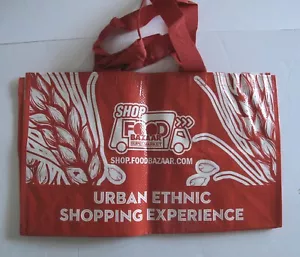 SHOP
FOOD
BAZAAR
SUPERMARKET
SHOP.FOODBAZAAR.COM
URBAN ETHNIC
SHOPPING EXPERIENCE